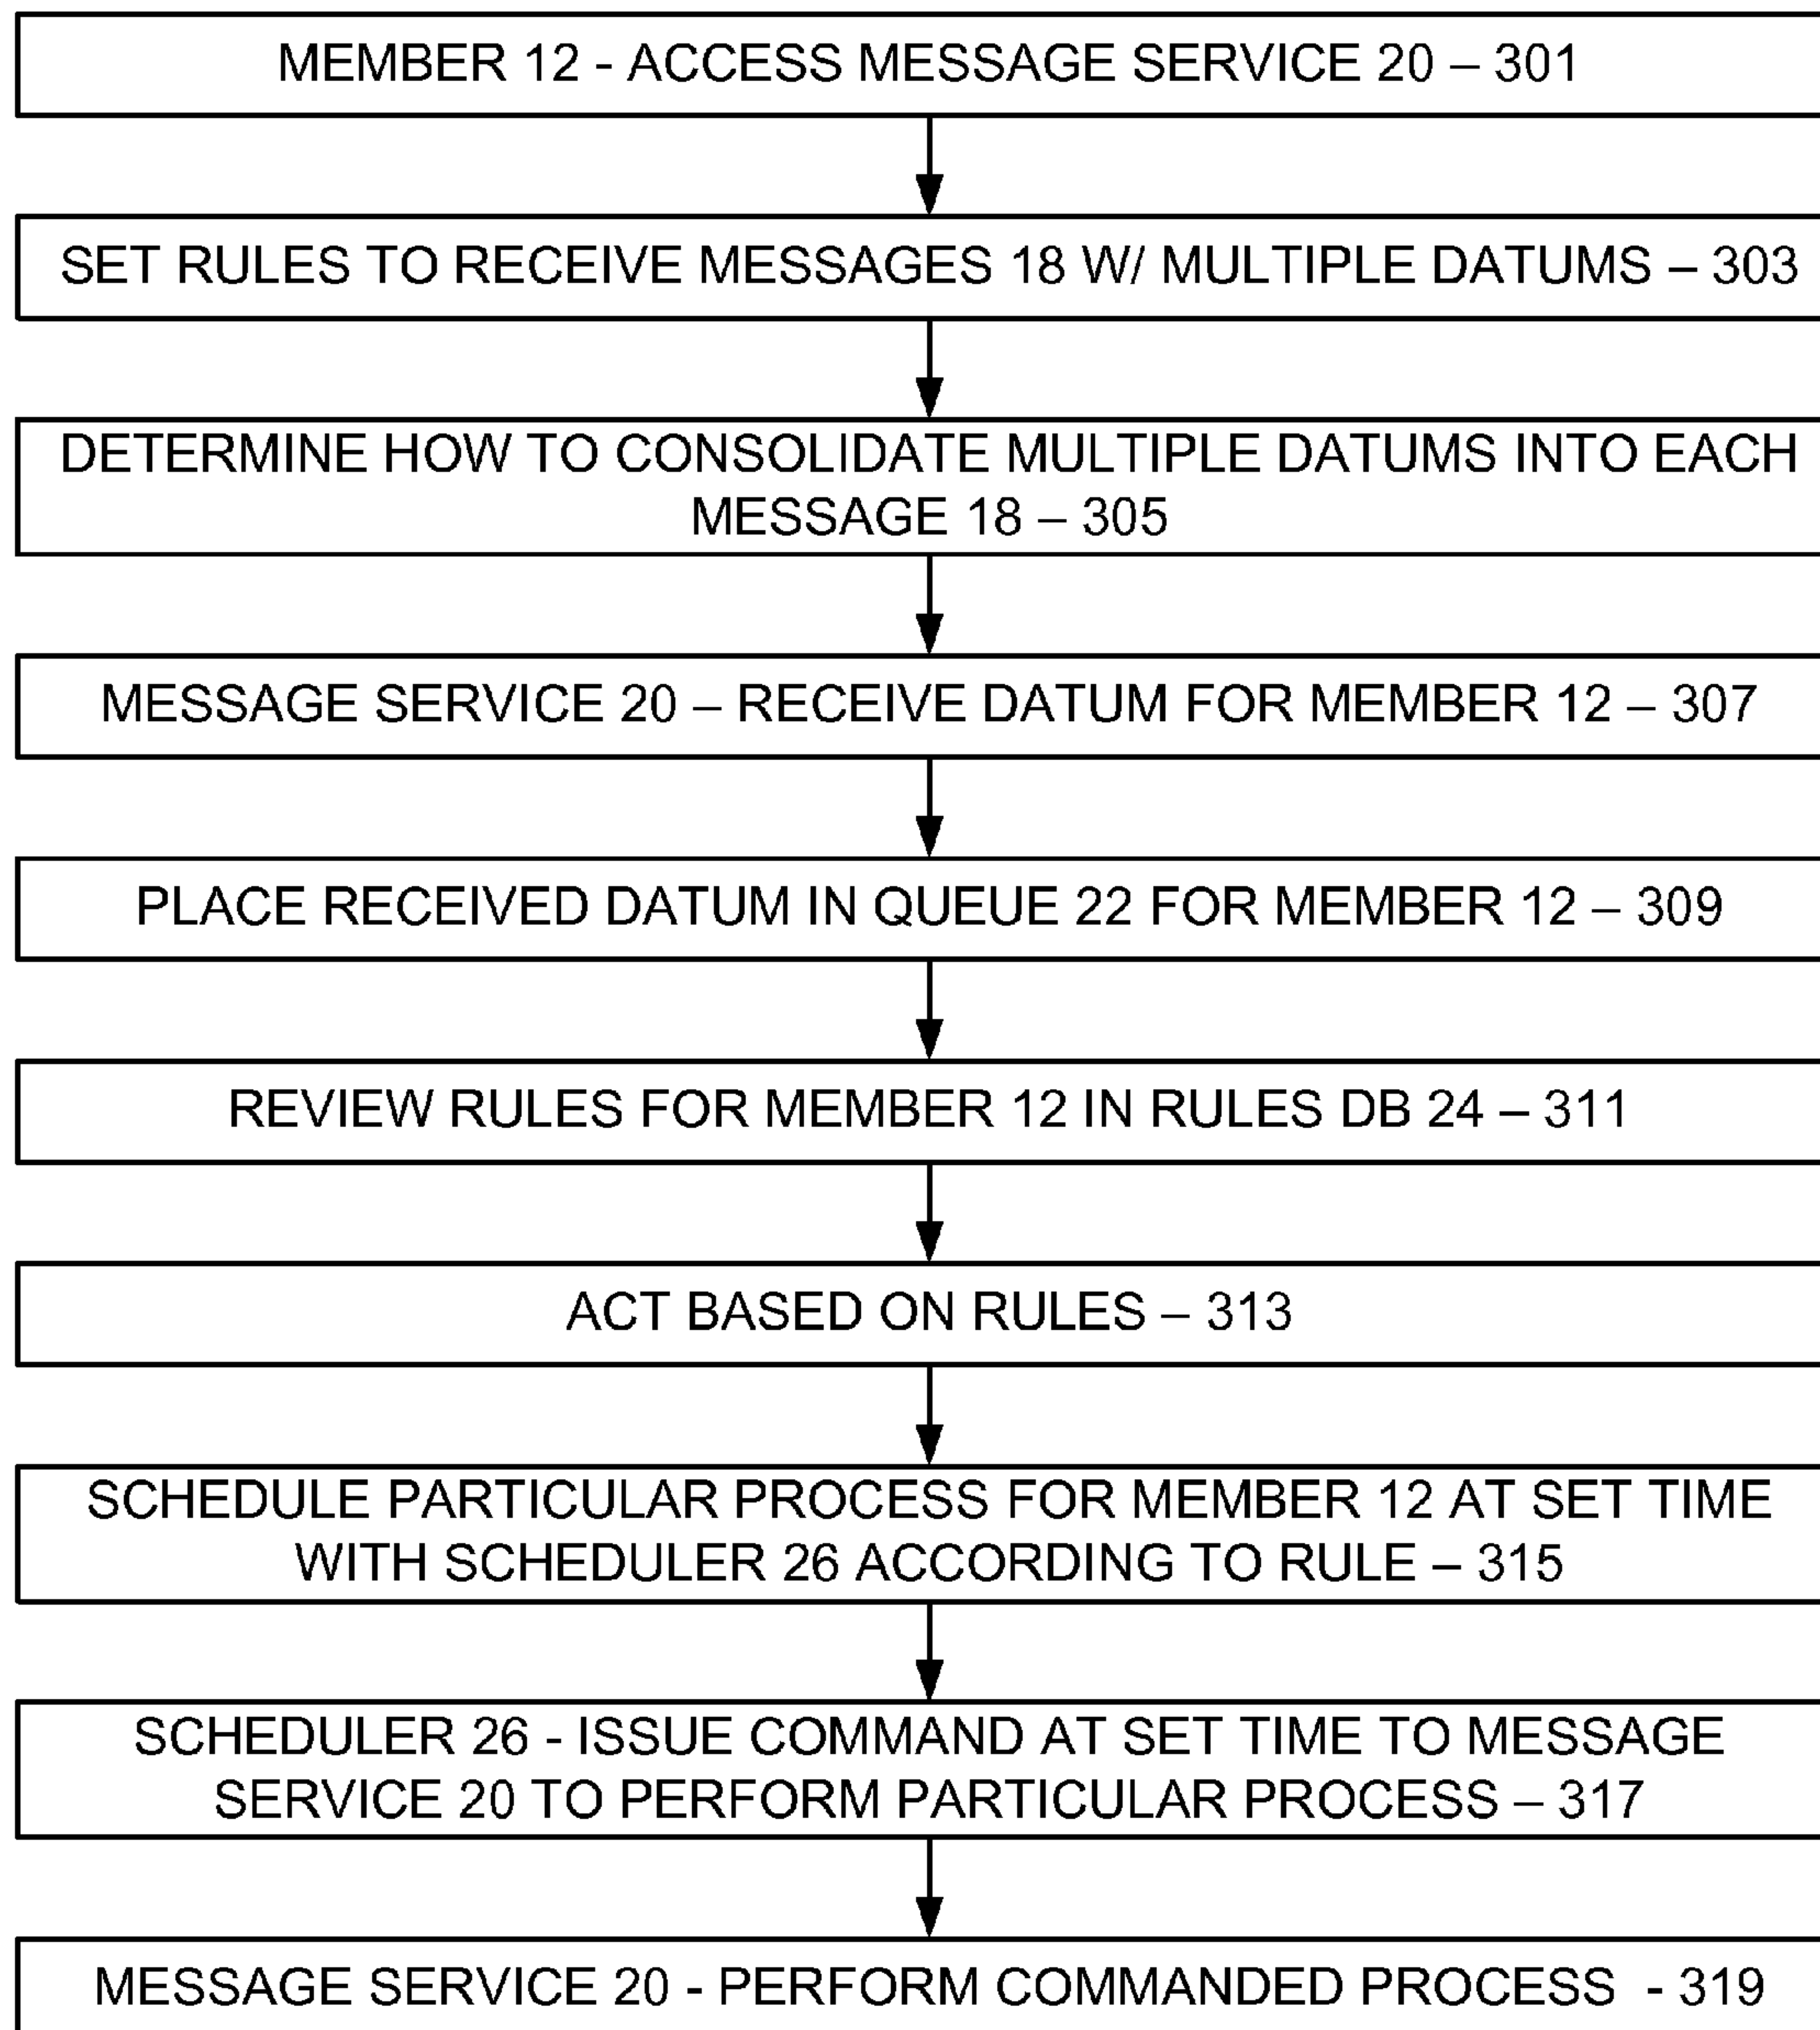 MEMBER 12 - ACCESS MESSAGE SERVICE 20 – 301
SET RULES TO RECEIVE MESSAGES 18 W/ MULTIPLE DATUMS – 303
DETERMINE HOW TO CONSOLIDATE MULTIPLE DATUMS INTO EACH
MESSAGE 18 – 305
MESSAGE SERVICE 20 – RECEIVE DATUM FOR MEMBER 12 – 307
PLACE RECEIVED DATUM IN QUEUE 22 FOR MEMBER 12 – 309
REVIEW RULES FOR MEMBER 12 IN RULES DB 24 – 311
ACT BASED ON RULES – 313
SCHEDULE PARTICULAR PROCESS FOR MEMBER 12 AT SET TIME
WITH SCHEDULER 26 ACCORDING TO RULE – 315
SCHEDULER 26 - ISSUE COMMAND AT SET TIME TO MESSAGE
SERVICE 20 TO PERFORM PARTICULAR PROCESS – 317
MESSAGE SERVICE 20 - PERFORM COMMANDED PROCESS - 319